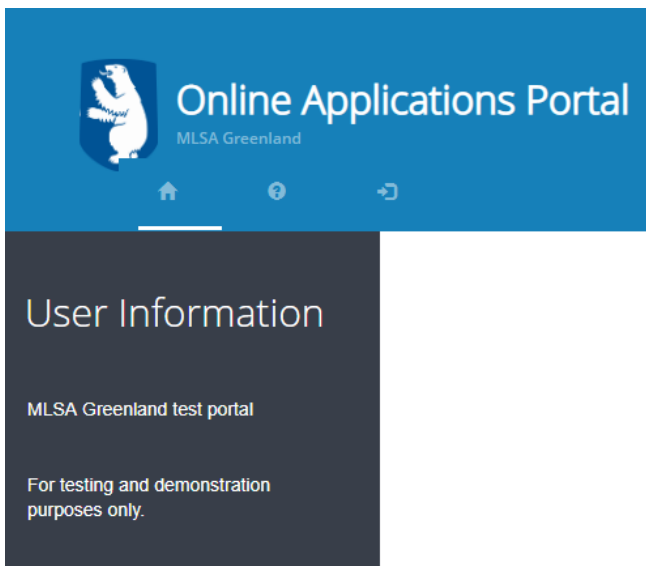 Online Applications Portal
MLSA Greenland
User Information
MLSA Greenland test portal
For testing and demonstration
purposes only.